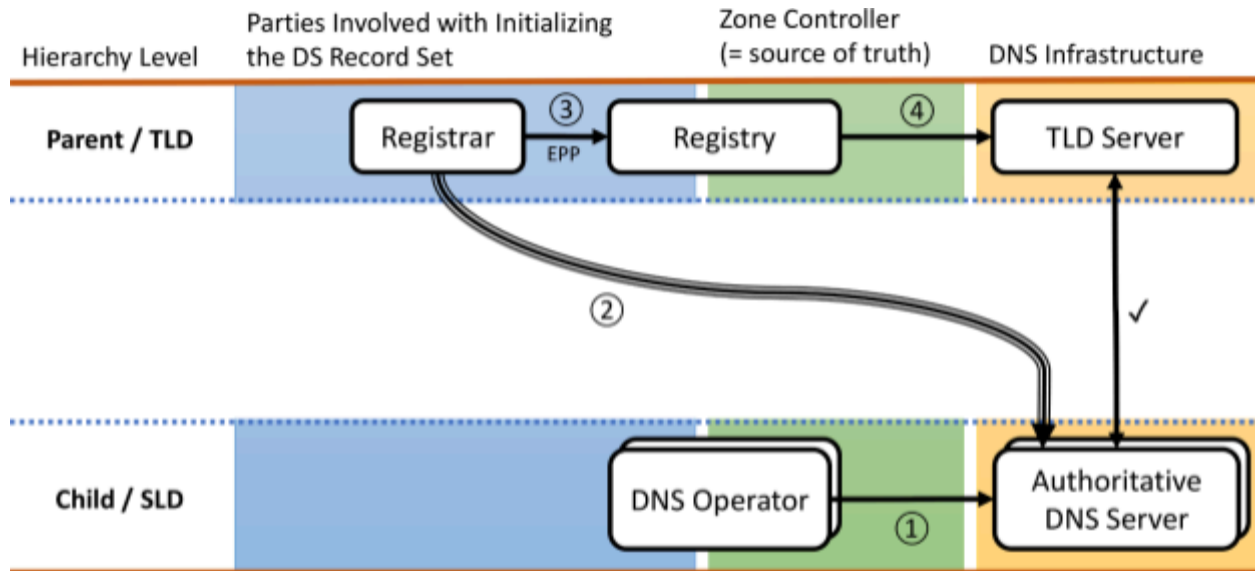 Hierarchy Level
Parties Involved with Initializing
the DS Record Set
Zone Controller
(= source of truth)
DNS Infrastructure
Parent / TLD
Registrar
③
EPP
Registry
④
TLD Server
②
✓
Child / SLD
DNS Operator
①
Authoritative
DNS Server